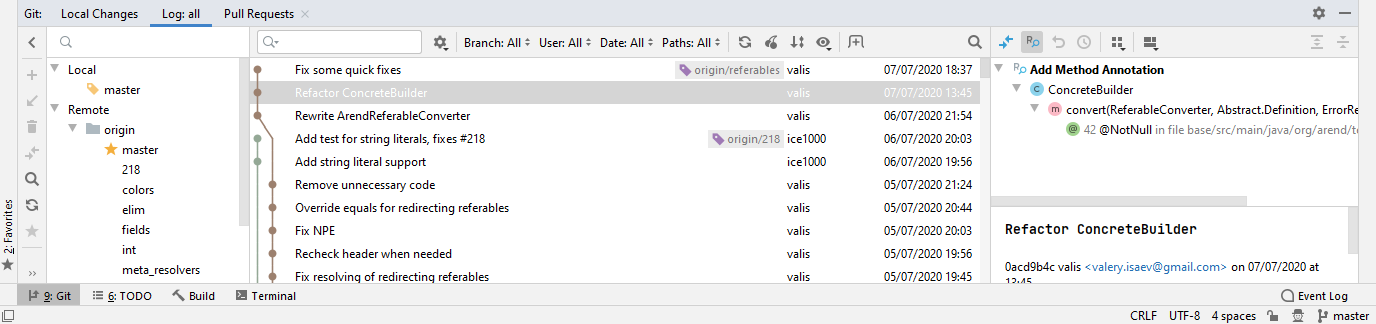 Git: Local Changes Log: all Pull Requests
Branch: All User: All Date: All Paths: All
Local
master
Remote
origin
master
218
colors
elim
fields
int
meta_resolvers
Fix some quick fixes origin/referables valis 07/07/2020 18:37
Refactor ConcreteBuilder valis 07/07/2020 13:45
Rewrite ArendReferableConverter valis 06/07/2020 21:54
Add test for string literals, fixes #218 origin/218 ice1000 06/07/2020 20:03
Add string literal support ice1000 06/07/2020 19:56
Remove unnecessary code valis 05/07/2020 21:24
Override equals for redirecting referables valis 05/07/2020 20:44
Fix NPE valis 05/07/2020 20:03
Recheck header when needed valis 05/07/2020 19:46
Fix resolving of redirecting referables valis 05/07/2020 19:45
Add Method Annotation
ConcreteBuilder
convert(ReferableConverter, Abstract.Definition, ErrorRe
42 @NotNull in file base/src/main/java/org/arend/te
Refactor ConcreteBuilder
0acd9b4c valis <valery.isaev@gmail.com> on 07/07/2020 at
13:45
2: Favorites
9: Git 6: TODO Build Terminal Event Log
CRLF UTF-8 4 spaces master